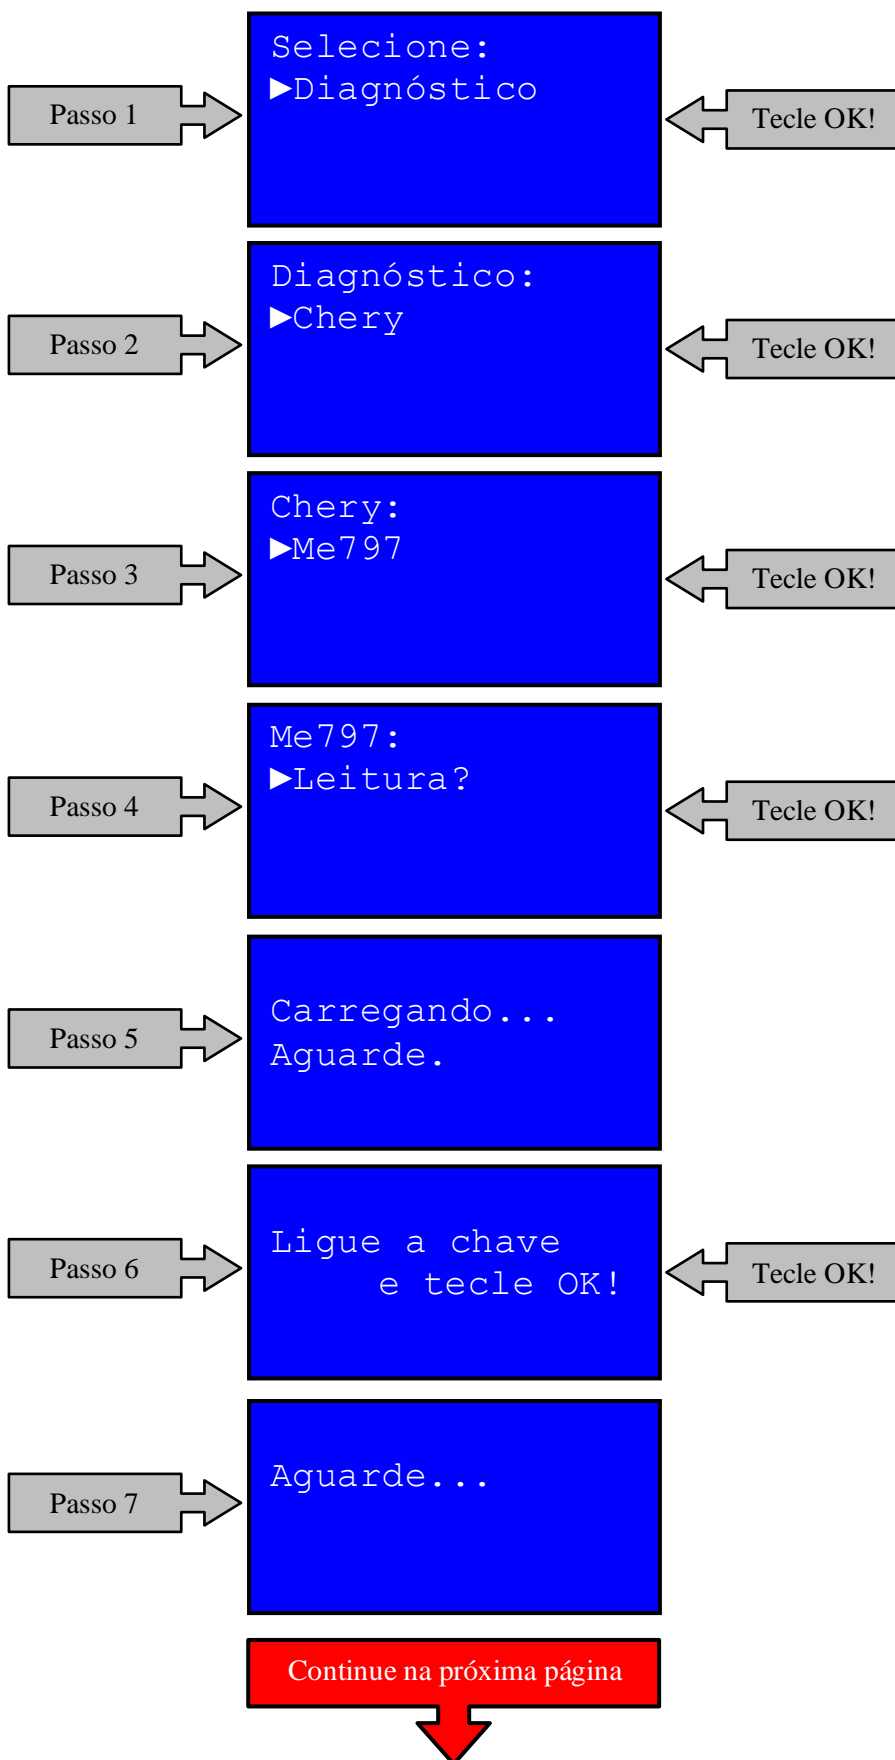 Selecione:
Passo 1
►Diagnóstico
Tecle OK!
Diagnóstico:
Passo 2
►Chery
Tecle OK!
Chery:
Passo 3
►Me797
Tecle OK!
Me797:
Passo 4
►Leitura?
Tecle OK!
Passo 5
Carregando...
Aguarde.
Passo 6
Ligue a chave
e tecle OK!
Tecle OK!
Passo 7
Aguarde...
Continue na próxima página